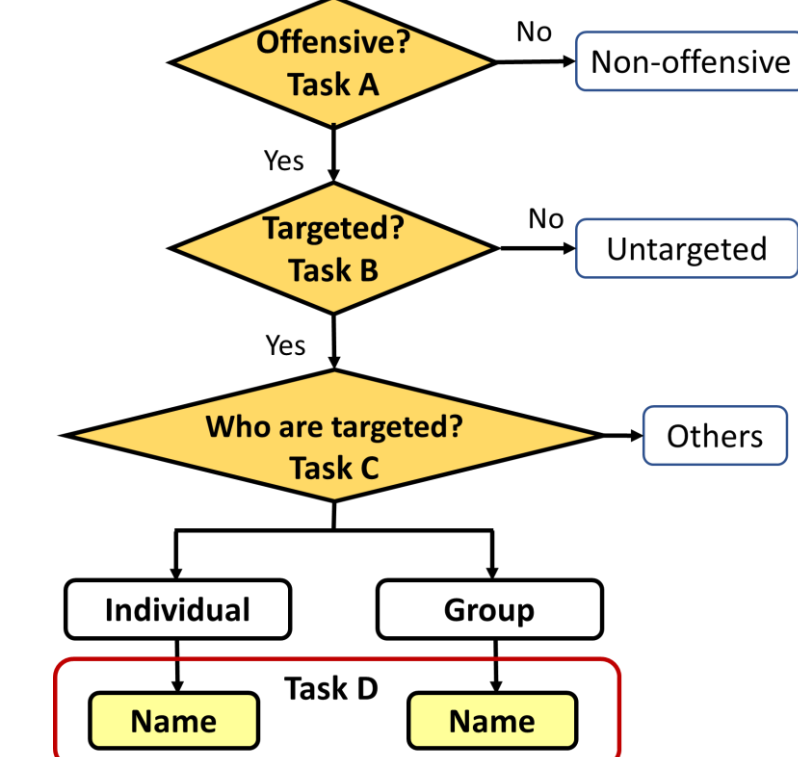 Offensive?
Task A
No
Non-offensive
Yes
Targeted?
Task B
No
Untargeted
Yes
Who are targeted?
Task C
Others
Individual
Group
Task D
Name
Name